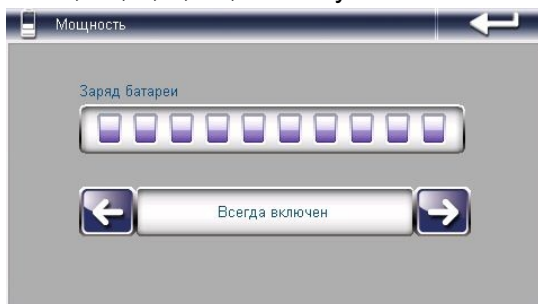 Мощность
Заряд батареи
Всегда включен